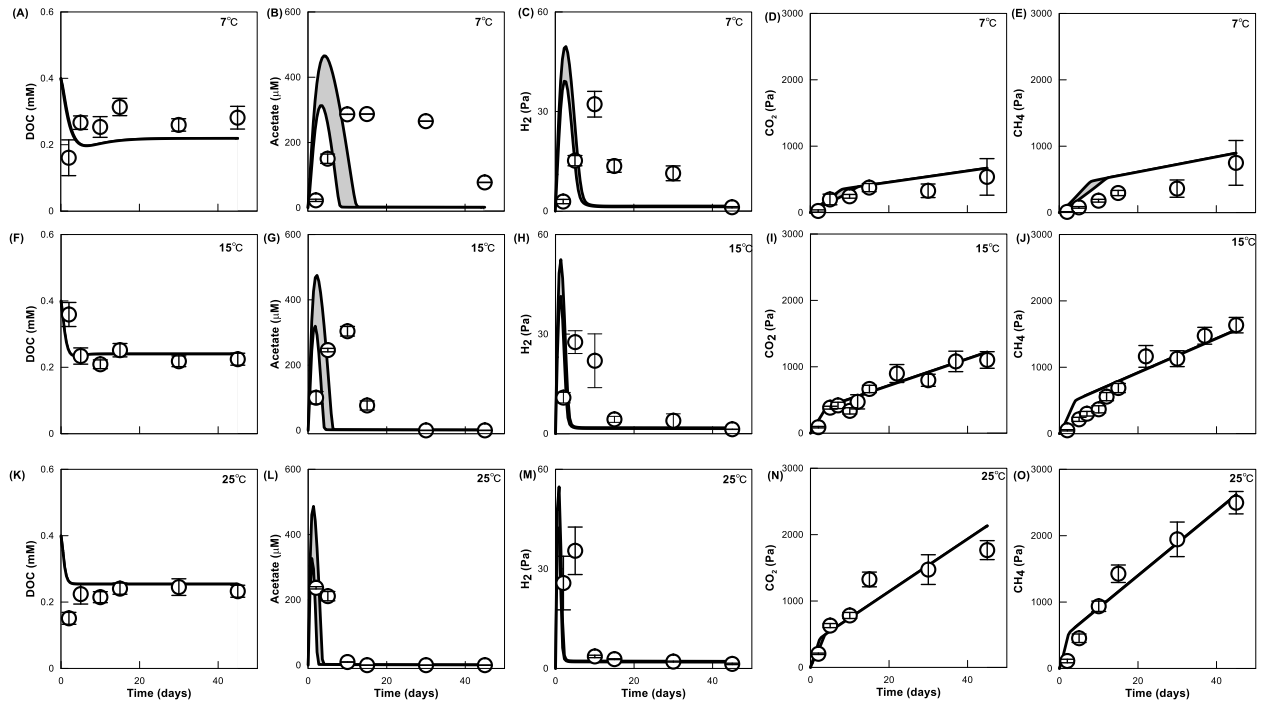 (A) 7°C
0.6
0.4
0.2
0
DOC (mM)
(B) 7°C
600
400
200
0
Acetate (μM)
(C) 7°C
60
30
0
H2 (Pa)
(D) 7°C
3000
2000
1000
0
CO2 (Pa)
(E) 7°C
3000
2000
1000
0
CH4 (Pa)
(F) 15°C
0.6
0.4
0.2
0
DOC (mM)
(G) 15°C
600
400
200
0
Acetate (μM)
(H) 15°C
60
30
0
H2 (Pa)
(I) 15°C
3000
2000
1000
0
CO2 (Pa)
(J) 15°C
3000
2000
1000
0
CH4 (Pa)
(K) 25°C
0.6
0.4
0.2
0
DOC (mM)
0 20 40
Time (days)
(L) 25°C
600
400
200
0
Acetate (μM)
0 20 40
Time (days)
(M) 25°C
60
30
0
H2 (Pa)
0 20 40
Time (days)
(N) 25°C
3000
2000
1000
0
CO2 (Pa)
0 20 40
Time (days)
(O) 25°C
3000
2000
1000
0
CH4 (Pa)
0 20 40
Time (days)